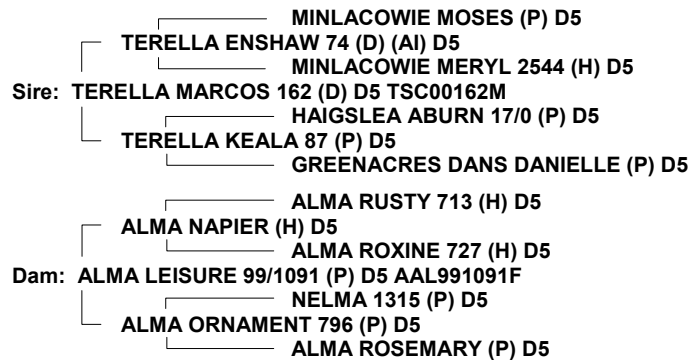 MINLACOWIE MOSES (P) D5
TERELLA ENSHAW 74 (D) (AI) D5
MINLACOWIE MERYL 2544 (H) D5
Sire: TERELLA MARCOS 162 (D) D5 TSC00162M
HAIGSLEA ABURN 17/0 (P) D5
TERELLA KEALA 87 (P) D5
GREENACRES DANS DANIELLE (P) D5
ALMA RUSTY 713 (H) D5
ALMA NAPIER (H) D5
ALMA ROXINE 727 (H) D5
Dam: ALMA LEISURE 99/1091 (P) D5 AAL991091F
NELMA 1315 (P) D5
ALMA ORNAMENT 796 (P) D5
ALMA ROSEMARY (P) D5